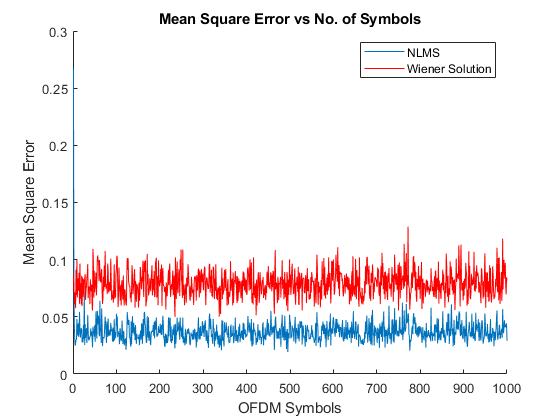 Mean Square Error vs No. of Symbols
NLMS
Wiener Solution
Mean Square Error
0.3
0.25
0.2
0.15
0.1
0.05
0
0 100 200 300 400 500 600 700 800 900 1000
OFDM Symbols